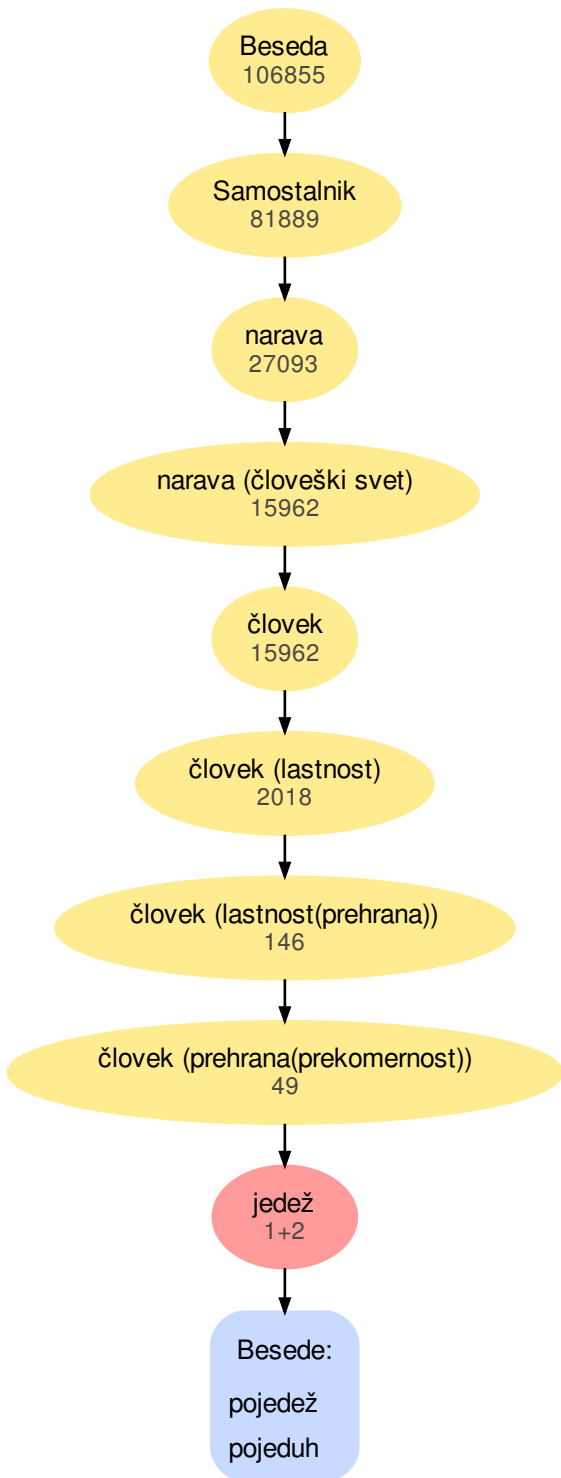 Beseda
106855
Samostalnik
81889
narava
27093
narava (človeški svet)
15962
človek
15962
človek (lastnost)
2018
človek (lastnost(prehrana))
146
človek (prehrana(prekomernost))
49
jedež
1+2
Besede:
pojedež
pojeduh